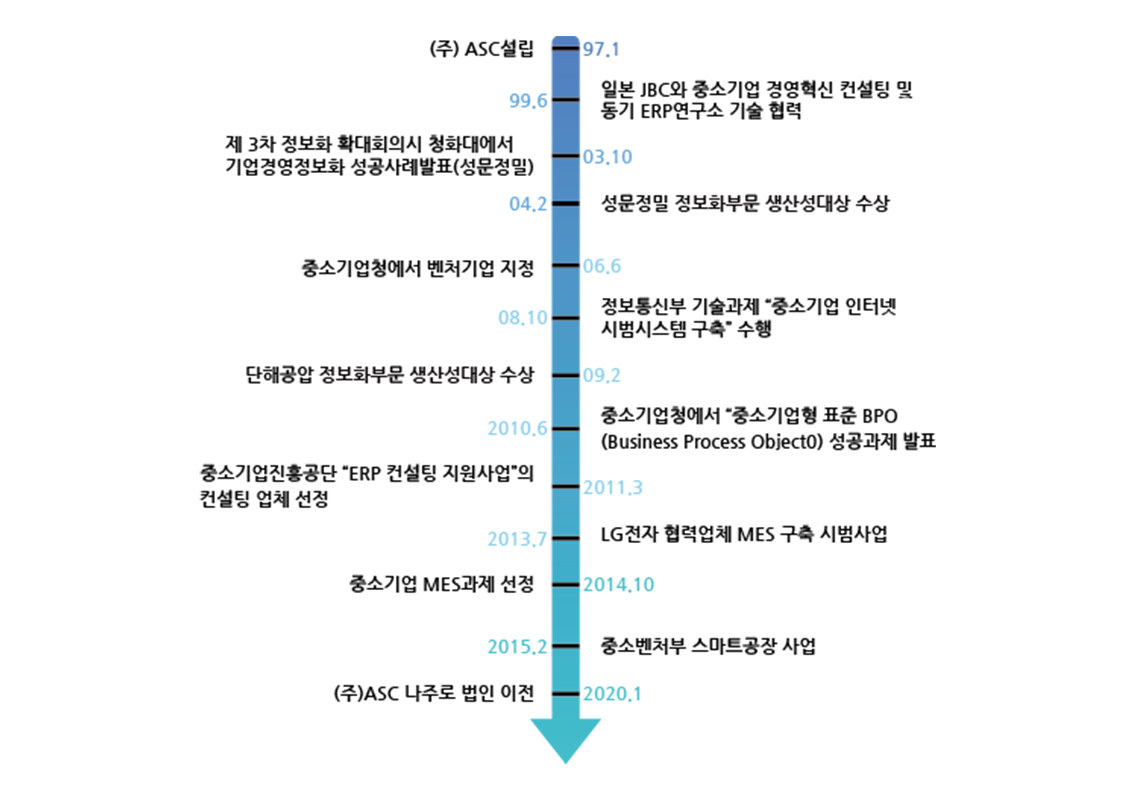 (주) ASC설립
97.1
99.6
일본 JBC와 중소기업 경영혁신 컨설팅 및
동기 ERP연구소 기술 협력
제 3차 정보화 확대회의시 청화대에서
기업경영정보화 성공사례발표(성문정밀)
03.10
04.2
성문정밀 정보화부문 생산성대상 수상
중소기업청에서 벤처기업 지정
06.6
08.10
정보통신부 기술과제 “중소기업 인터넷
시범시스템 구축” 수행
단해공압 정보화부문 생산성대상 수상
09.2
2010.6
중소기업청에서 “중소기업형 표준 BPO
(Business Process Object0) 성공과제 발표
중소기업진흥공단 “ERP 컨설팅 지원사업”의
컨설팅 업체 선정
2011.3
2013.7
LG전자 협력업체 MES 구축 시범사업
중소기업 MES과제 선정
2014.10
2015.2
중소벤처부 스마트공장 사업
(주)ASC 나주로 법인 이전
2020.1